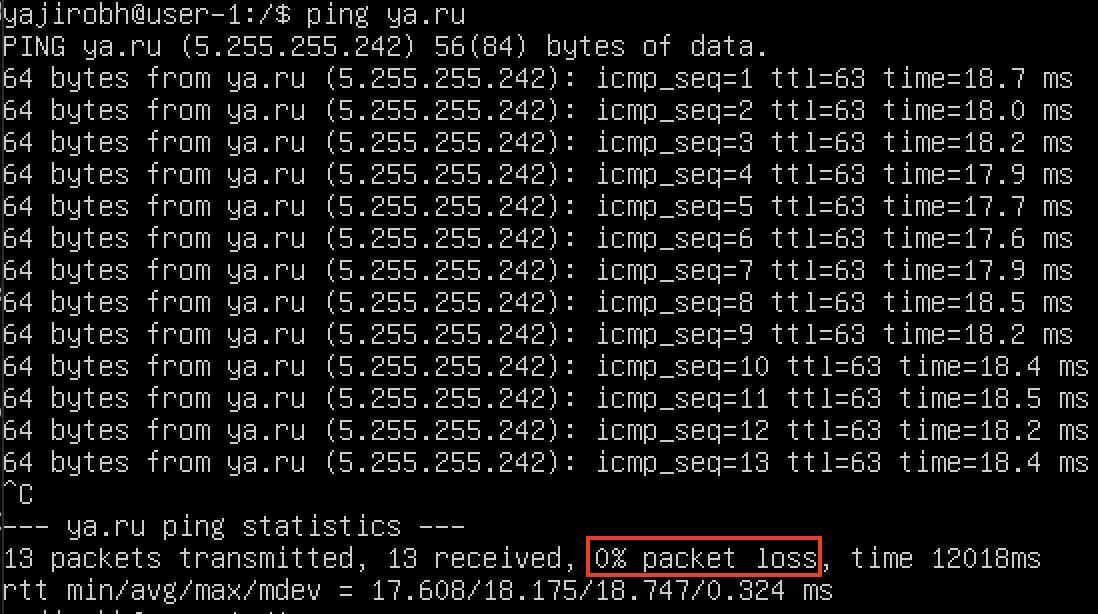 yajirobh@user-1:/$ ping ya.ru
PING ya.ru (5.255.255.242) 56(84) bytes of data.
64 bytes from ya.ru (5.255.255.242): icmp_seq=1 ttl=63 time=18.7 ms
64 bytes from ya.ru (5.255.255.242): icmp_seq=2 ttl=63 time=18.0 ms
64 bytes from ya.ru (5.255.255.242): icmp_seq=3 ttl=63 time=18.2 ms
64 bytes from ya.ru (5.255.255.242): icmp_seq=4 ttl=63 time=17.9 ms
64 bytes from ya.ru (5.255.255.242): icmp_seq=5 ttl=63 time=17.7 ms
64 bytes from ya.ru (5.255.255.242): icmp_seq=6 ttl=63 time=17.6 ms
64 bytes from ya.ru (5.255.255.242): icmp_seq=7 ttl=63 time=17.9 ms
64 bytes from ya.ru (5.255.255.242): icmp_seq=8 ttl=63 time=18.5 ms
64 bytes from ya.ru (5.255.255.242): icmp_seq=9 ttl=63 time=18.2 ms
64 bytes from ya.ru (5.255.255.242): icmp_seq=10 ttl=63 time=18.4 ms
64 bytes from ya.ru (5.255.255.242): icmp_seq=11 ttl=63 time=18.5 ms
64 bytes from ya.ru (5.255.255.242): icmp_seq=12 ttl=63 time=18.2 ms
64 bytes from ya.ru (5.255.255.242): icmp_seq=13 ttl=63 time=18.4 ms
^C
--- ya.ru ping statistics ---
13 packets transmitted, 13 received, 0% packet loss, time 12018ms
rtt min/avg/max/mdev = 17.608/18.175/18.747/0.324 ms